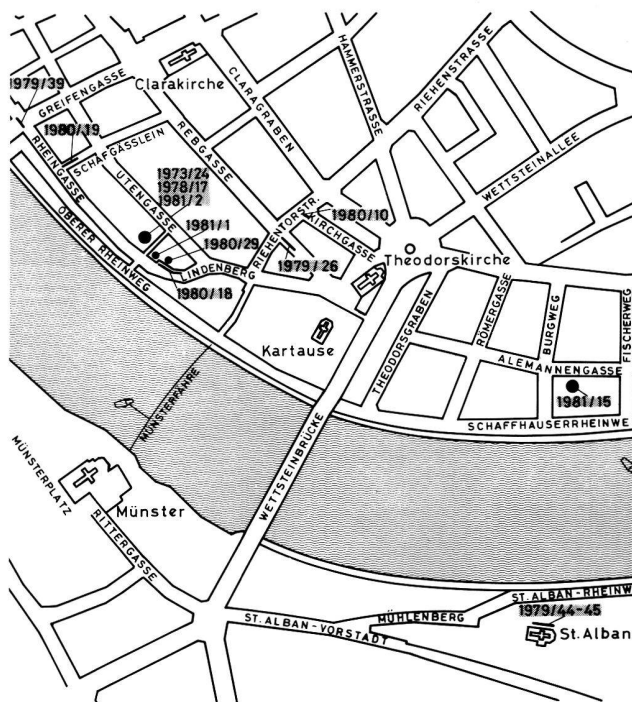 1979/39
GREIFENGASSE
Clarakirche
CLARAGRABEN
HAMMERSTRASSE
RIEHENSTRASSE
WETTSTEINALLEE
1980/19
SCHAFGÄSSLEIN
REBGASSE
RHEINGASSE
UTENGASSE
1973/24
1978/17
1981/2
1981/1
1980/29
OBERER RHEINWEG
LINDENBERG
1980/18
RIEHENTORSTR.
KIRCHGASSE
1980/10
1979/26
Theodorskirche
Kartause
THEODORSGRABEN
RÖMERGASSE
BURGWEG
FISCHERWEG
ALEMANNENGASSE
1981/15
SCHAFFHAUSERRHEINWE
MÜNSTERFÄHRE
WETTSTEINBRÜCKE
MÜNSTERPLATZ
Münster
RITTERGASSE
ST.ALBAN-VORSTADT
MÜHLENBERG
ST.ALBAN-RHEINW
1979/44-45
St.Alban